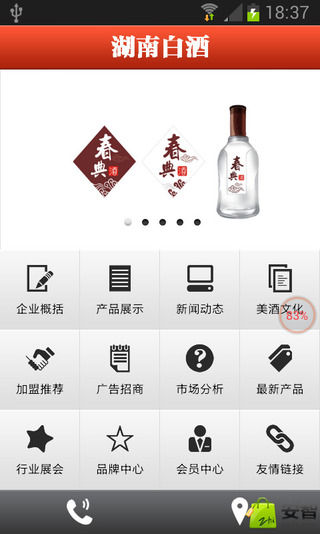 18:37
湖南白酒
春典
酒
春典
酒
春典
酒
企业概括 产品展示 新闻动态 美酒文化
83%
加盟推荐 广告招商 市场分析 最新产品
行业展会 品牌中心 会员中心 友情链接
安智